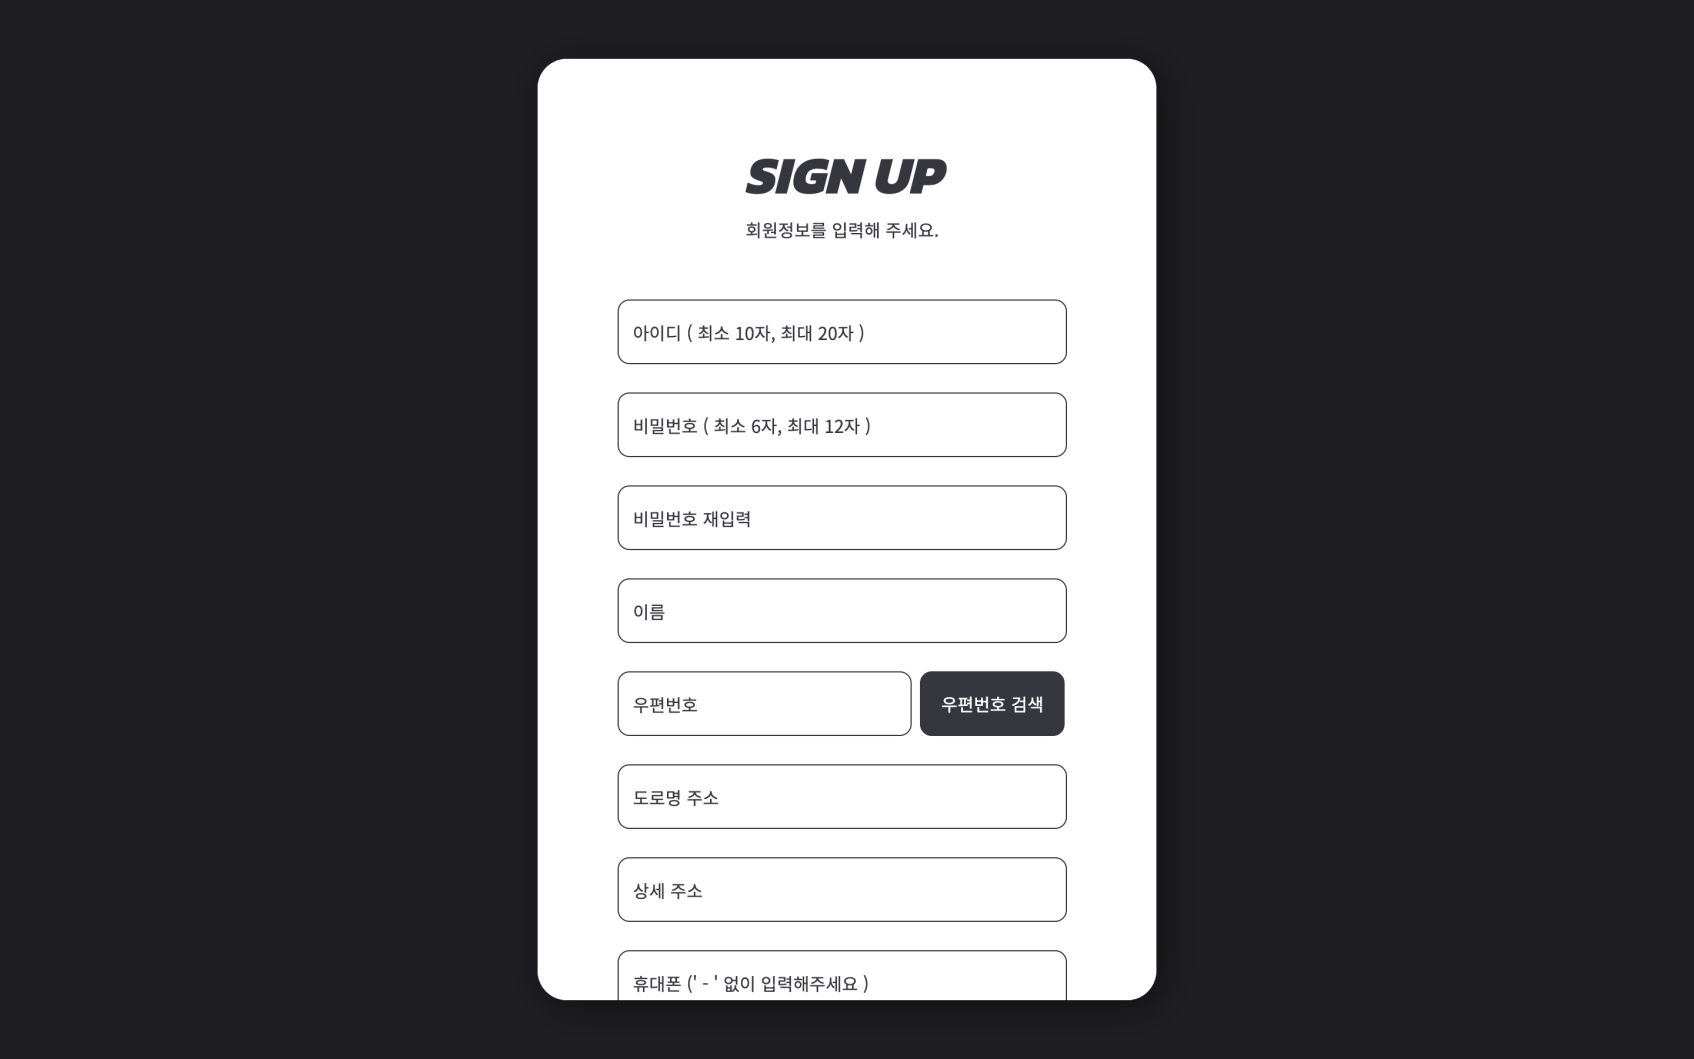 SIGN UP
회원정보를 입력해 주세요.
아이디 ( 최소 10자, 최대 20자 )
비밀번호 ( 최소 6자, 최대 12자 )
비밀번호 재입력
이름
우편번호 우편번호 검색
도로명 주소
상세 주소
휴대폰 (' - ' 없이 입력해주세요 )